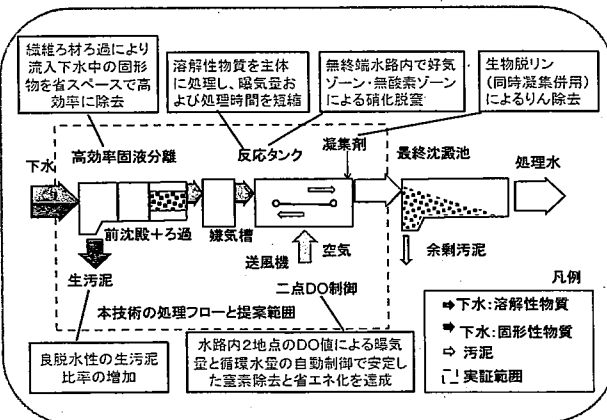 繊維ろ材ろ過により
流入下水中の固形
物を省スペースで高
効率に除去
溶解性物質を主体
に処理し、曝気量お
よび処理時間を短縮
無終端水路内で好気
ゾーン・無酸素ゾーン
による硝化脱窒
生物脱リン
(同時凝集併用)
によるりん除去
高効率固液分離
反応タンク
凝集剤
最終沈澱池
処理水
下水
前沈殿+ろ過
嫌気槽
送風機
空気
余剰汚泥
生汚泥
二点DO制御
本技術の処理フローと提案範囲
良脱水性の生汚泥
比率の増加
水路内2地点のDO値による曝気
量と循環水量の自動制御で安定し
た窒素除去と省エネ化を達成
凡例
下水:溶解性物質
下水:固形性物質
汚泥
実証範囲